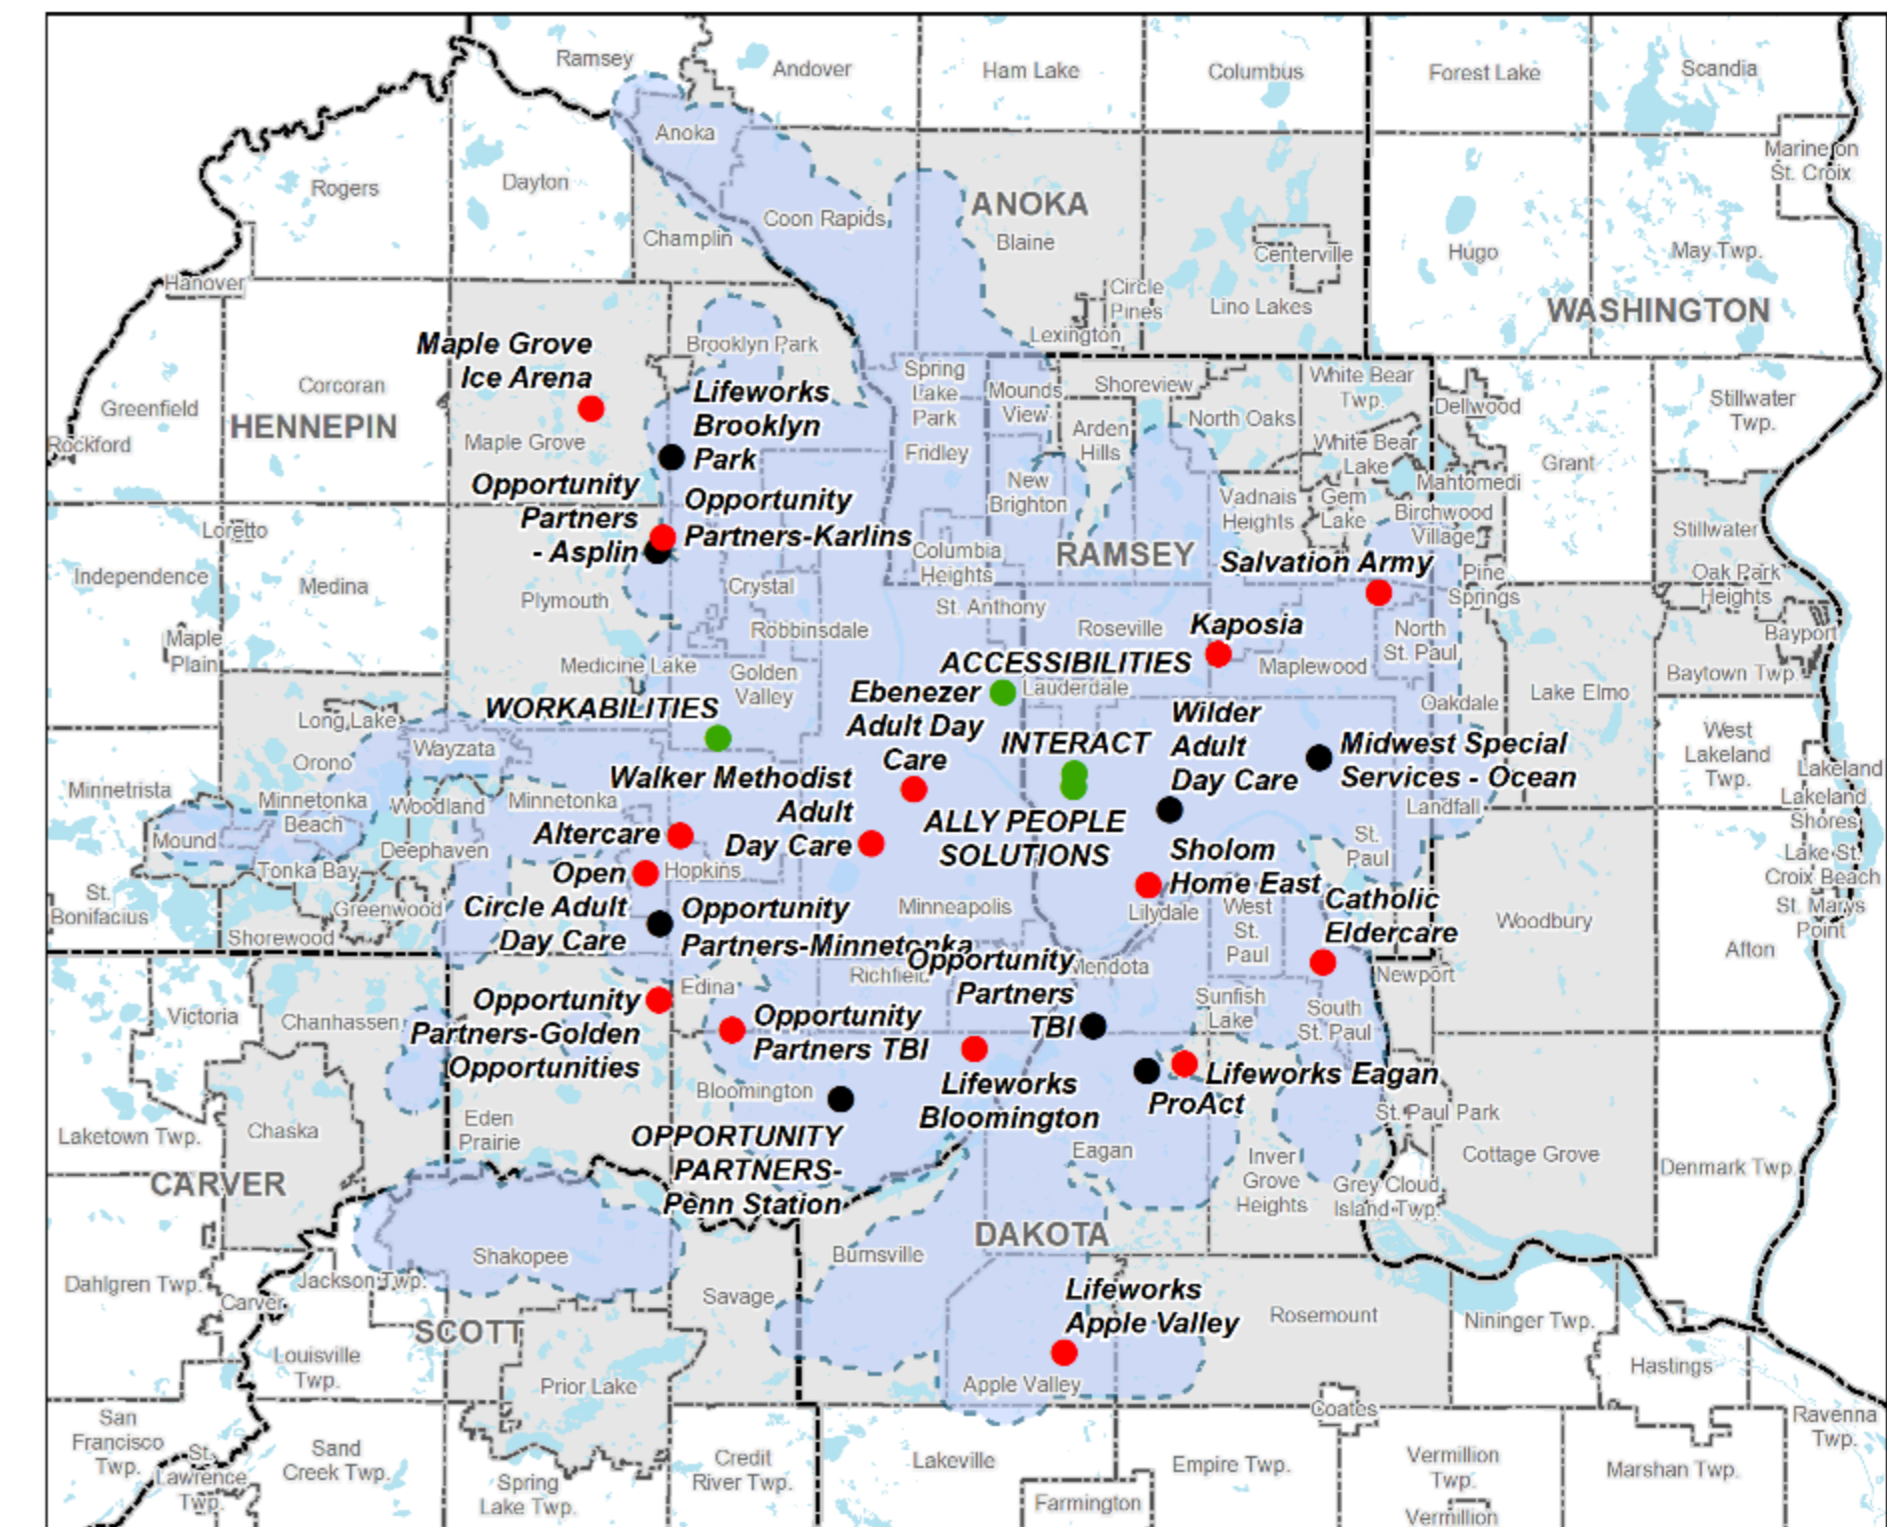 Ramsey
Andover
Ham Lake
Columbus
Forest Lake
Scandia
Anoka
Marine on
St. Croix
Rogers
Dayton
Coon Rapids
ANOKA
Champlin
Blaine
Centerville
Hugo
May Twp.
Hanover
Circle
Pines
Lino Lakes
WASHINGTON
Lexington
Maple Grove
Ice Arena
Brooklyn Park
Corcoran
Greenfield
HENNEPIN
Rockford
Maple Grove
Lifeworks
Brooklyn
Park
Spring
Lake
Park
Mounds
View
Shoreview
White Bear
Twp.
Dellwood
Stillwater
Twp.
North Oaks
Arden
Hills
Fridley
White Bear
Lake
Grant
Mahtomedi
New
Brighton
Vadnais
Heights
Gem
Lake
Birchwood
Village
Stillwater
Opportunity
Partners
- Asplin
Opportunity
Partners-Karlins
Loretto
Independence
Medina
Plymouth
Crystal
Columbia
Heights
RAMSEY
Salvation Army
Pine
Springs
Oak Park
Heights
St. Anthony
Robbinsdale
Roseville
Kaposia
North
St. Paul
Bayport
Maple
Plain
Medicine Lake
Golden
Valley
ACCESSIBILITIES
Lauderdale
Maplewood
Baytown Twp.
Lake Elmo
Oakdale
Long Lake
WORKABILITIES
Ebenezer
Adult Day
Care
Wilder
Adult
Day Care
Orono
Wayzata
INTERACT
Midwest Special
Services - Ocean
West
Lakeland
Twp.
Lakeland
Minnetrista
Minnetonka
Beach
Woodland
Minnetonka
Walker Methodist
Adult
Day Care
Landfall
Lakeland
Shores
Mound
Deephaven
Altercare
ALLY PEOPLE
SOLUTIONS
Sholom
Home East
St.
Paul
Lake St.
Croix Beach
Tonka Bay
Open
Circle Adult
Day Care
Hopkins
St.
Bonifacius
Greenwood
Minneapolis
Lilydale
West
St.
Paul
Catholic
Eldercare
Woodbury
St. Marys
Point
Shorewood
Opportunity
Partners-Minnetonka
Afton
Richfield
Opportunity
Partners
TBI
Mendota
Newport
Edina
Victoria
Chanhassen
Opportunity
Partners-Golden
Opportunities
Opportunity
Partners TBI
Sunfish
Lake
South
St. Paul
Lifeworks
Bloomington
Lifeworks Eagan
ProAct
Bloomington
Laketown Twp.
Chaska
Eden
Prairie
OPPORTUNITY
PARTNERS-
Penn Station
St. Paul Park
Eagan
Inver
Grove
Heights
Cottage Grove
Denmark Twp.
CARVER
Grey Cloud
Island Twp.
DAKOTA
Shakopee
Burnsville
Dahlgren Twp.
Jackson Twp.
Carver
Savage
Lifeworks
Apple Valley
Rosemount
Nininger Twp.
SCOTT
Louisville
Twp.
Hastings
Prior Lake
Apple Valley
Coates
San
Francisco
Twp.
Ravenna
Twp.
St.
Lawrence
Twp.
Sand
Creek Twp.
Spring
Lake Twp.
Credit
River Twp.
Lakeville
Empire Twp.
Vermillion
Twp.
Marshan Twp.
Farmington
Vermillion